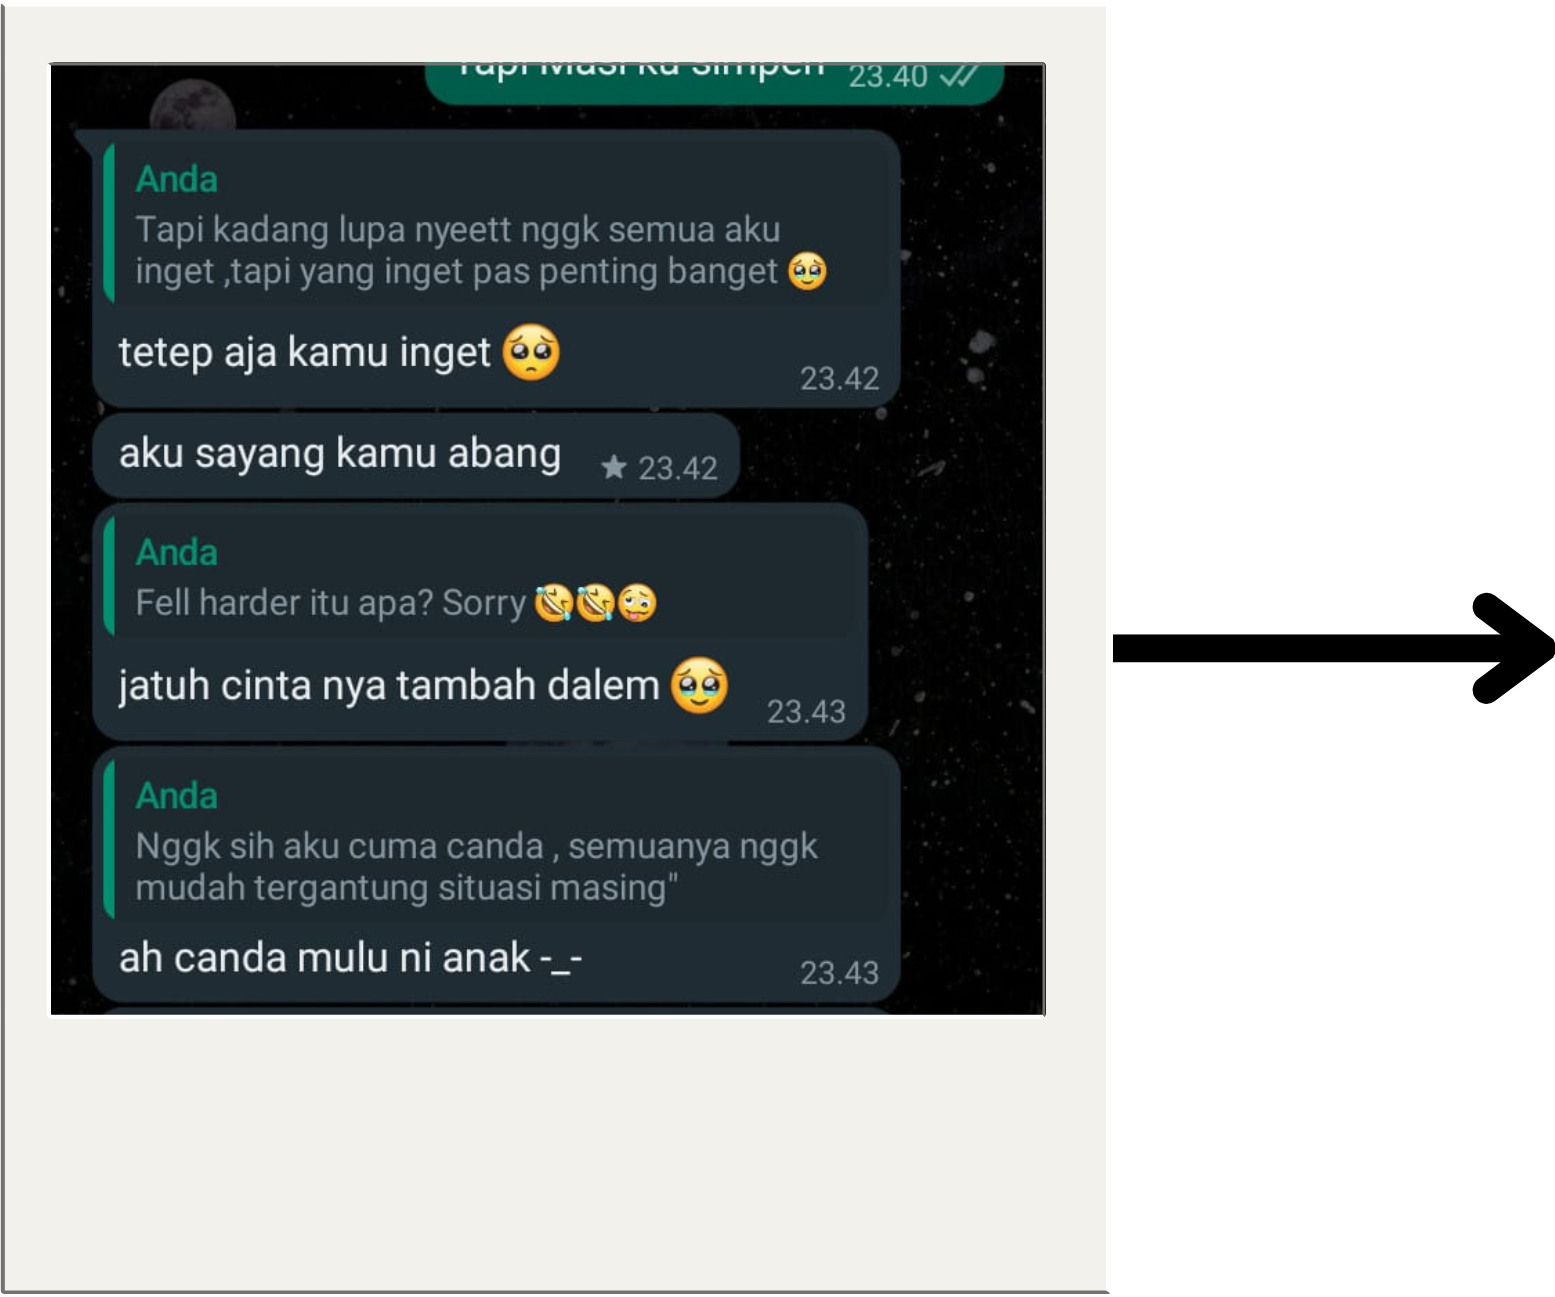 Tapi Masi ku simpen 23.40
Anda
Tapi kadang lupa nyeett nggk semua aku
inget ,tapi yang inget pas penting banget 🥹
tetep aja kamu inget 🥺
23.42
aku sayang kamu abang ★ 23.42
Anda
Fell harder itu apa? Sorry 🤣🤣🥴
jatuh cinta nya tambah dalem 🥹
23.43
Anda
Nggk sih aku cuma canda , semuanya nggk
mudah tergantung situasi masing"
ah canda mulu ni anak -_-
23.43